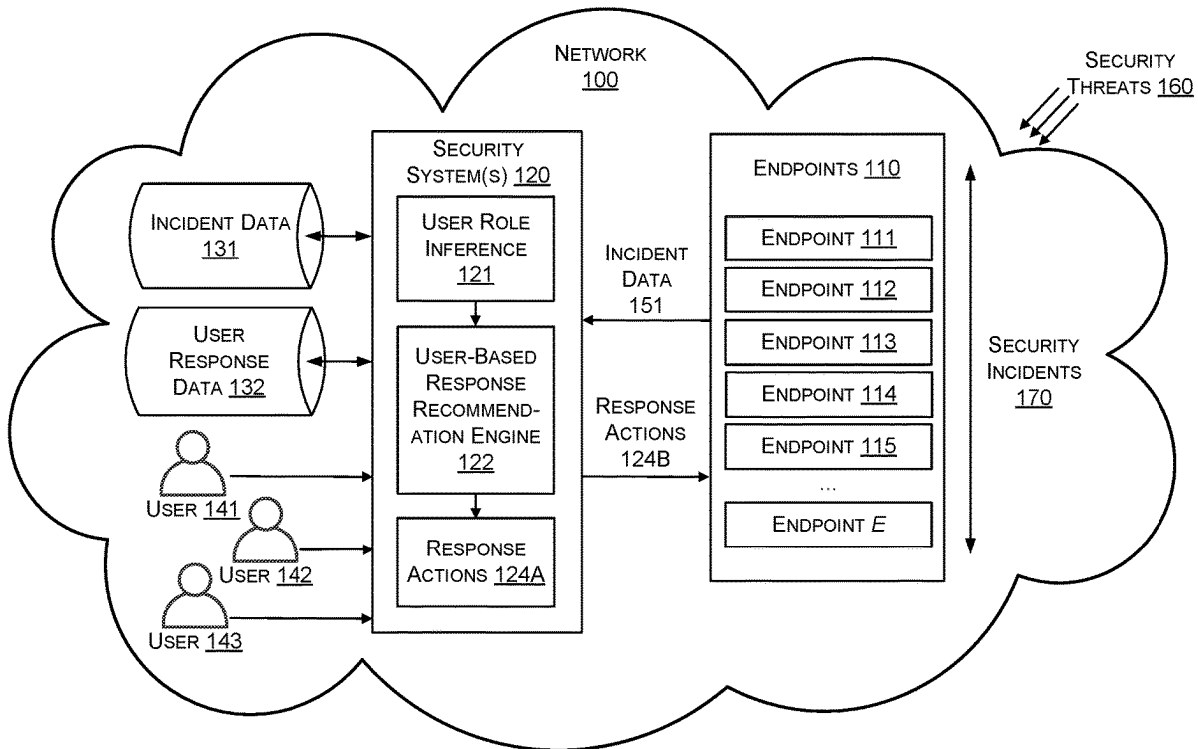 NETWORK
100
SECURITY
THREATS 160
SECURITY
SYSTEM(S) 120
USER ROLE
INFERENCE
121
USER-BASED
RESPONSE
RECOMMEND-
ATION ENGINE
122
RESPONSE
ACTIONS 124A
INCIDENT DATA
131
USER
RESPONSE
DATA 132
USER 141
USER 142
USER 143
INCIDENT
DATA
151
RESPONSE
ACTIONS
124B
ENDPOINTS 110
ENDPOINT 111
ENDPOINT 112
ENDPOINT 113
ENDPOINT 114
ENDPOINT 115
...
ENDPOINT E
SECURITY
INCIDENTS
170